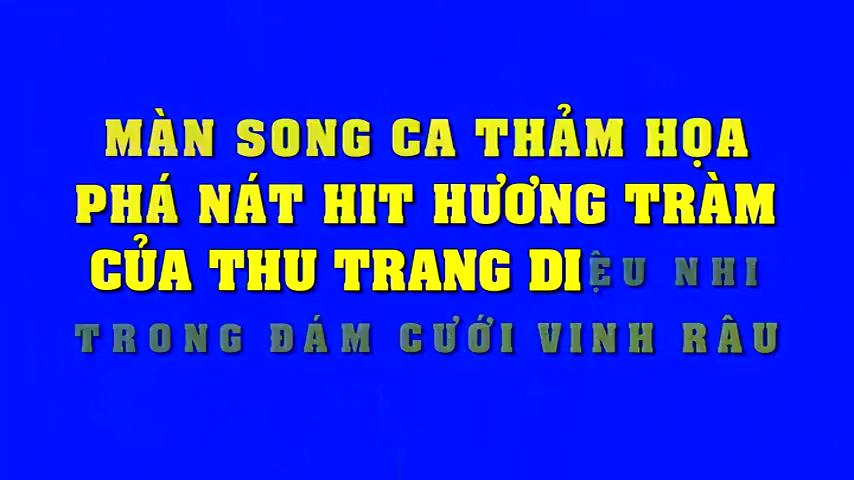 MÀN SONG CA THẢM HỌA
PHÁ NÁT HIT HƯƠNG TRÀM
CỦA THU TRANG DIỆU NHI
TRONG ĐÁM CƯỚI VINH RÂU